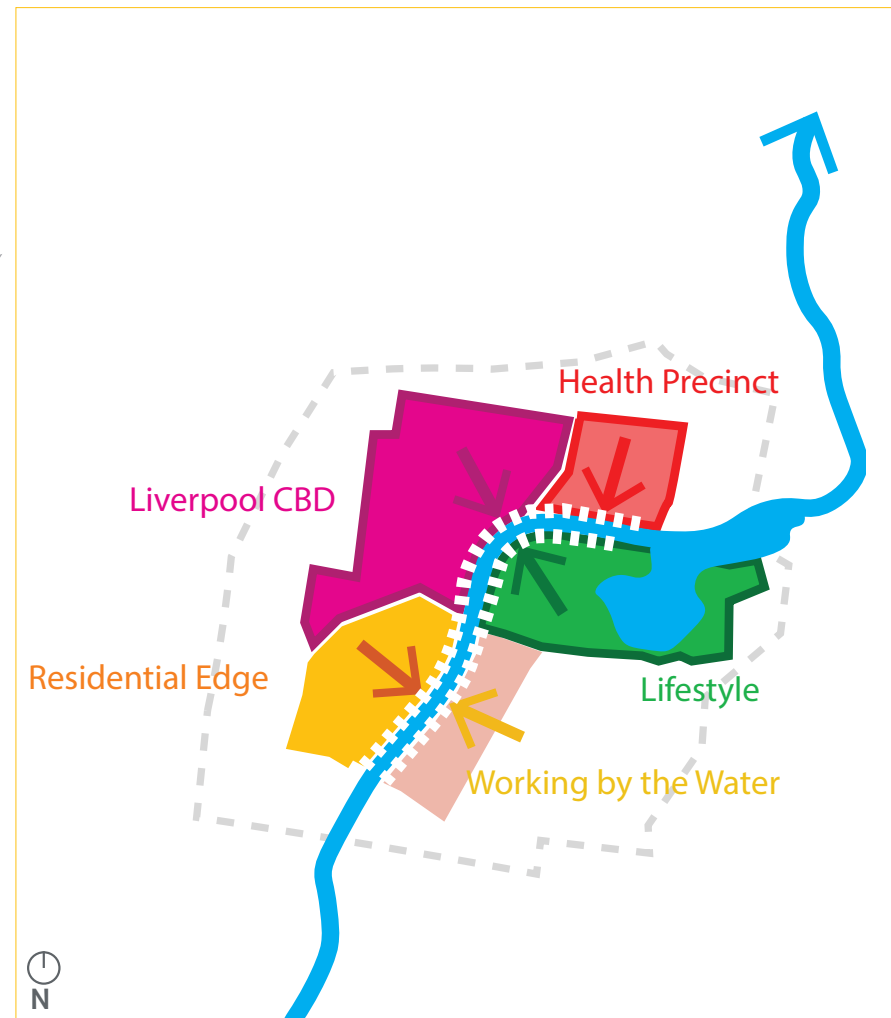 Health Precinct
Liverpool CBD
Residential Edge
Lifestyle
Working by the Water
N